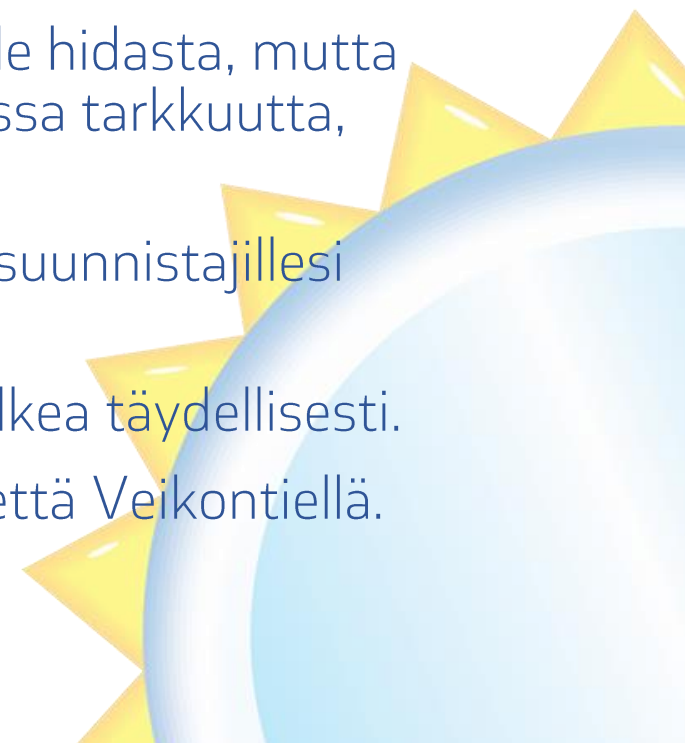 le hidasta, mutta
ssa tarkkuutta,
suunnistajillesi
lkea täydellisesti.
että Veikontiellä.